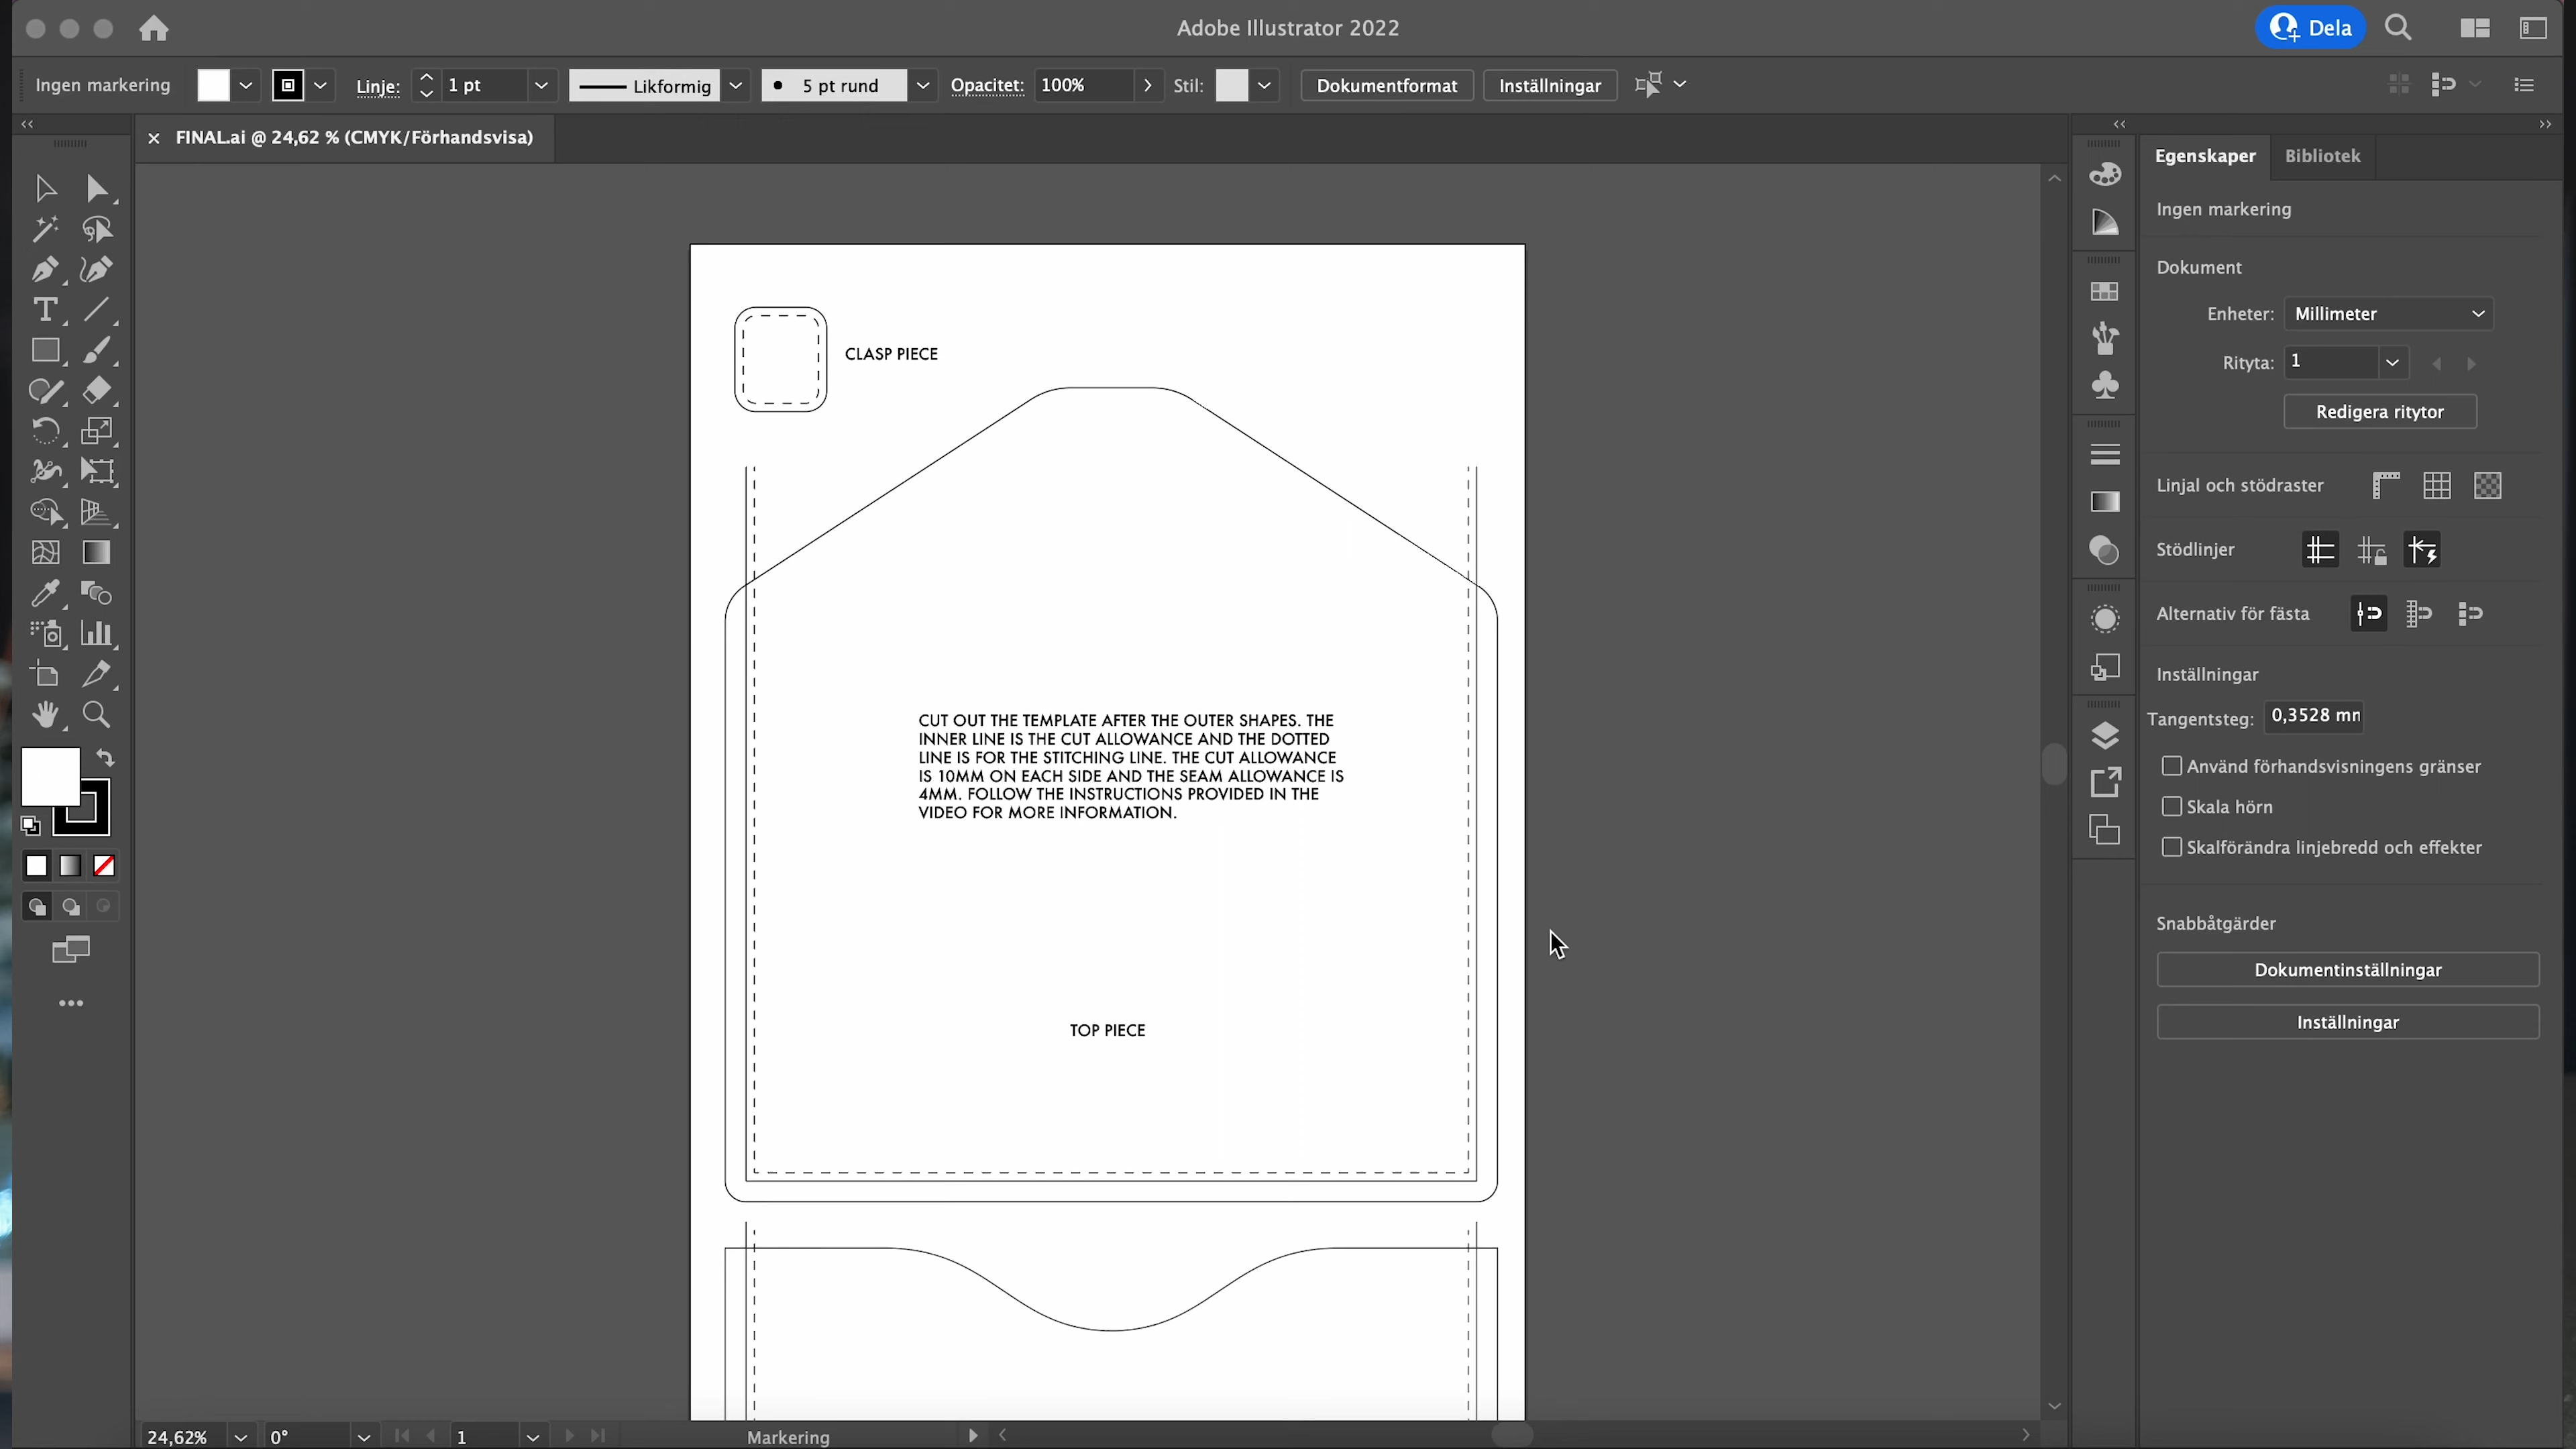 Adobe Illustrator 2022
Dela
Ingen markering
Linje:
1 pt
Likformig
5 pt rund
Opacitet:
100%
Stil:
Dokumentformat
Inställningar
FINAL.ai @ 24,62 % (CMYK/Förhandsvisa)
CLASP PIECE
CUT OUT THE TEMPLATE AFTER THE OUTER SHAPES. THE
INNER LINE IS THE CUT ALLOWANCE AND THE DOTTED
LINE IS FOR THE STITCHING LINE. THE CUT ALLOWANCE
IS 10MM ON EACH SIDE AND THE SEAM ALLOWANCE IS
4MM. FOLLOW THE INSTRUCTIONS PROVIDED IN THE
VIDEO FOR MORE INFORMATION.
TOP PIECE
Egenskaper
Bibliotek
Ingen markering
Dokument
Enheter: Millimeter
Rityta: 1
Redigera ritytor
Linjal och stödraster
Stödlinjer
Alternativ för fästa
Inställningar
Tangentsteg: 0,3528 mm
Använd förhandsvisningens gränser
Skala hörn
Skalförändra linjebredd och effekter
Snabbåtgärder
Dokumentinställningar
Inställningar
24,62%
0°
1
Markering